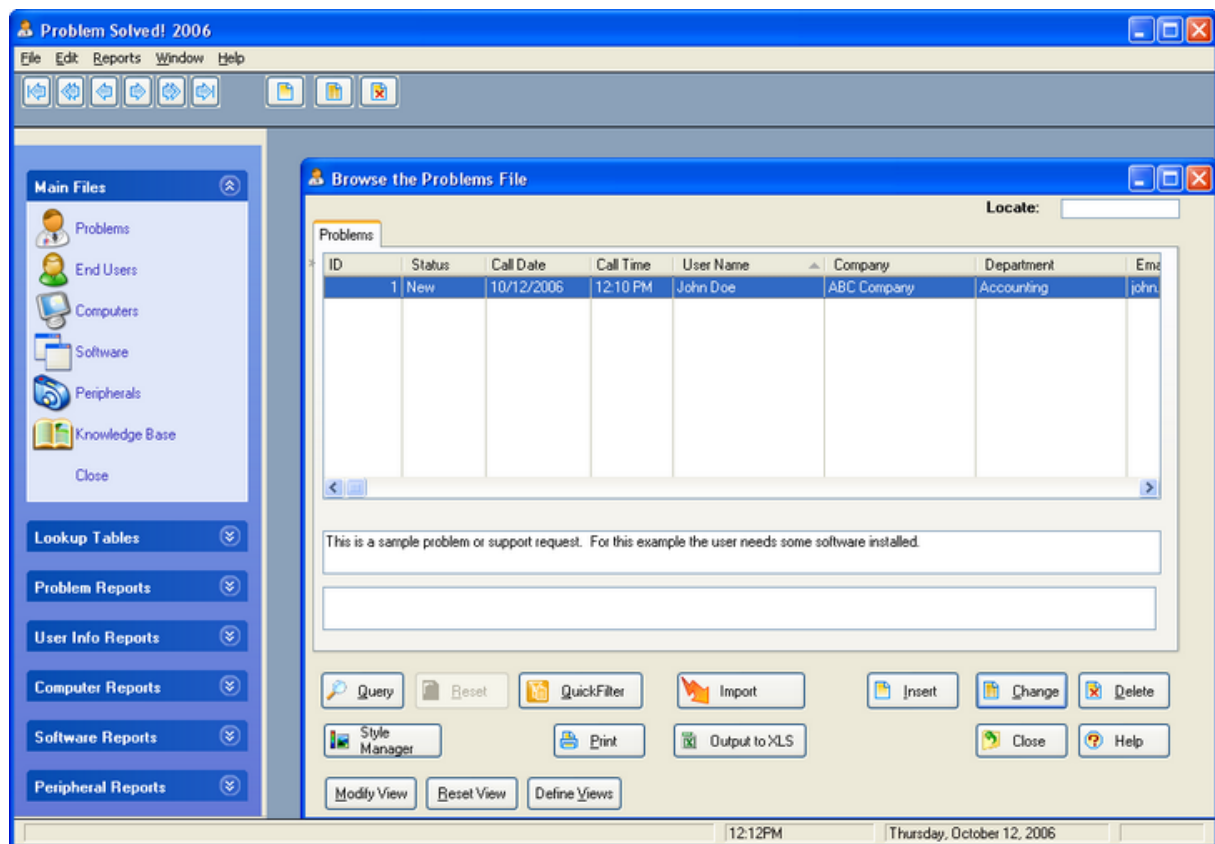 Problem Solved! 2006
File Edit Reports Window Help
Main Files
Problems
End Users
Computers
Software
Peripherals
Knowledge Base
Close
Lookup Tables
Problem Reports
User Info Reports
Computer Reports
Software Reports
Peripheral Reports
Browse the Problems File
Locate:
Problems
ID Status Call Date Call Time User Name Company Department Ema
1 New 10/12/2006 12:10 PM John Doe ABC Company Accounting john.
This is a sample problem or support request. For this example the user needs some software installed.
Query Reset QuickFilter Import Insert Change Delete
Style Manager Print Output to XLS Close Help
Modify View Reset View Define Views
12:12PM Thursday, October 12, 2006